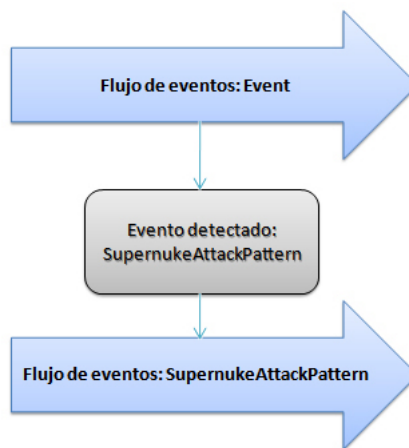 Flujo de eventos: Event
Evento detectado:
SupernukeAttackPattern
Flujo de eventos: SupernukeAttackPattern